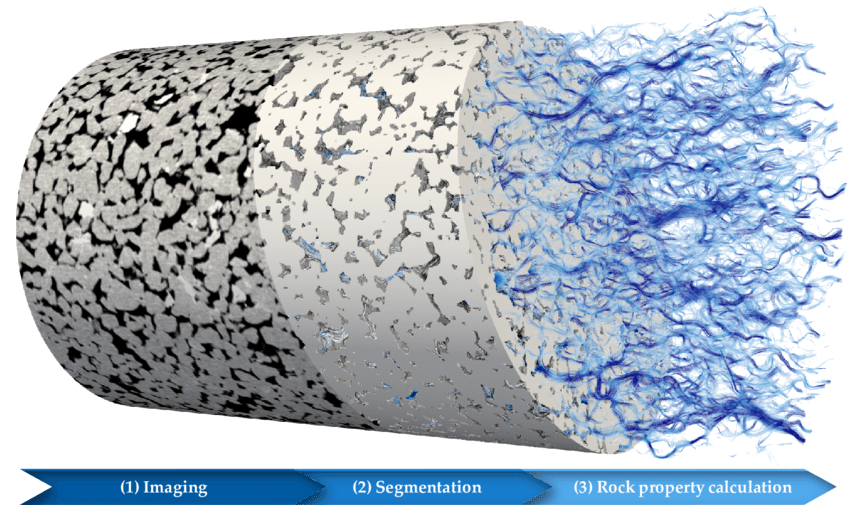 (1) Imaging
(2) Segmentation
(3) Rock property calculation